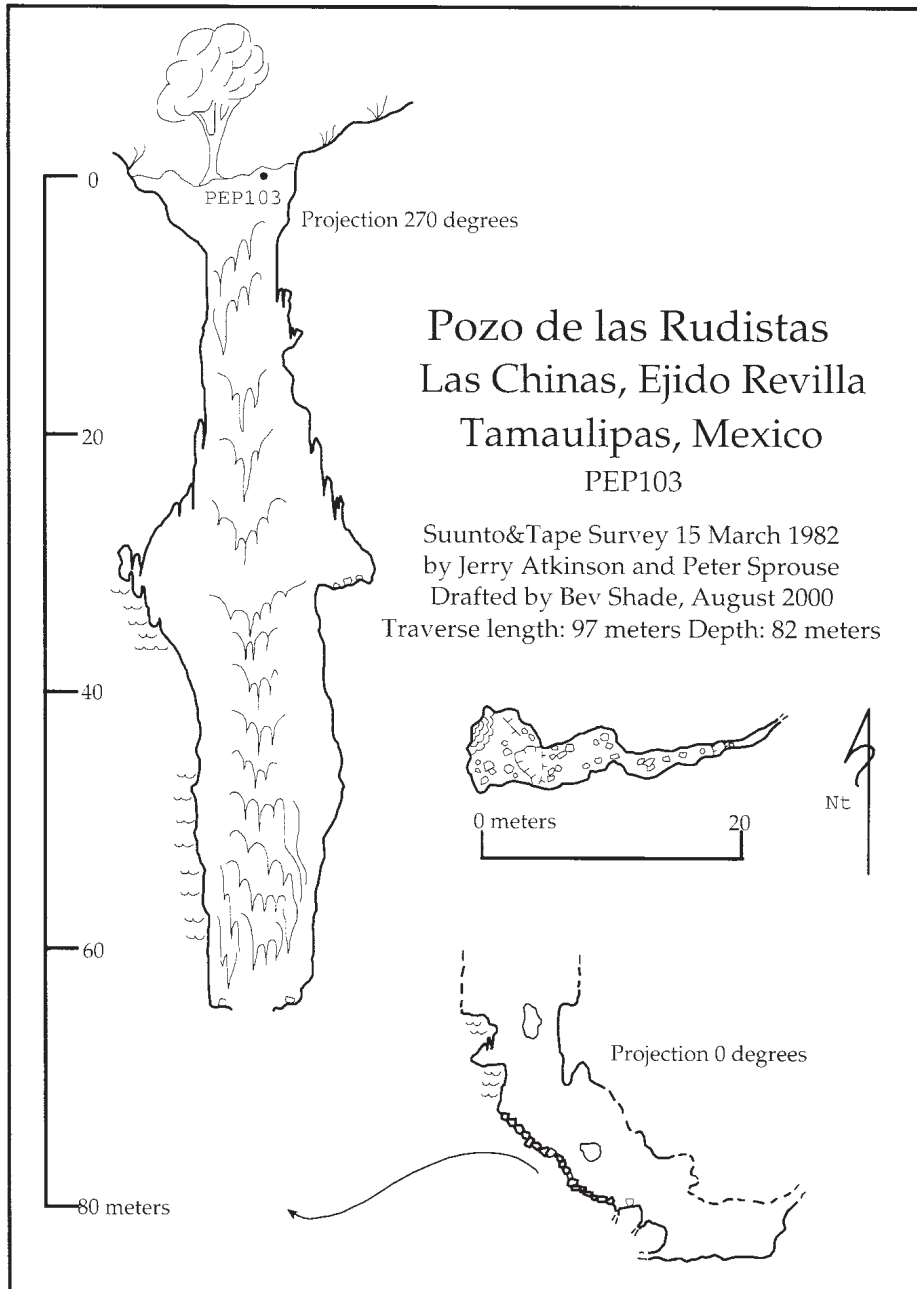 0
PEP103
Projection 270 degrees
Pozo de las Rudistas
Las Chinas, Ejido Revilla
Tamaulipas, Mexico
PEP103
20
Suunto&Tape Survey 15 March 1982
by Jerry Atkinson and Peter Sprouse
Drafted by Bev Shade, August 2000
Traverse length: 97 meters Depth: 82 meters
40
Nt
0 meters 20
60
Projection 0 degrees
80 meters